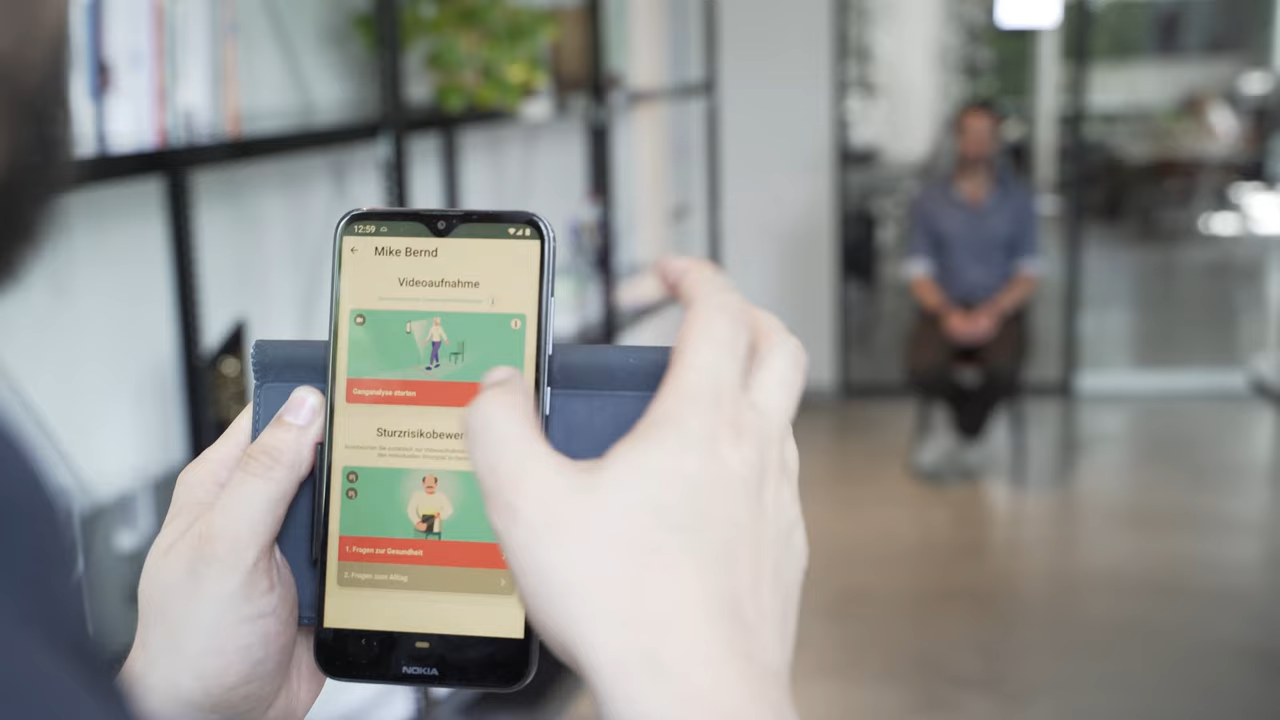 12:59
Mike Bernd
Videoaufnahme
Ganganalyse starten
Sturzrisikobewer
1. Fragen zur Gesundheit
2. Fragen zum Alltag
NOKIA